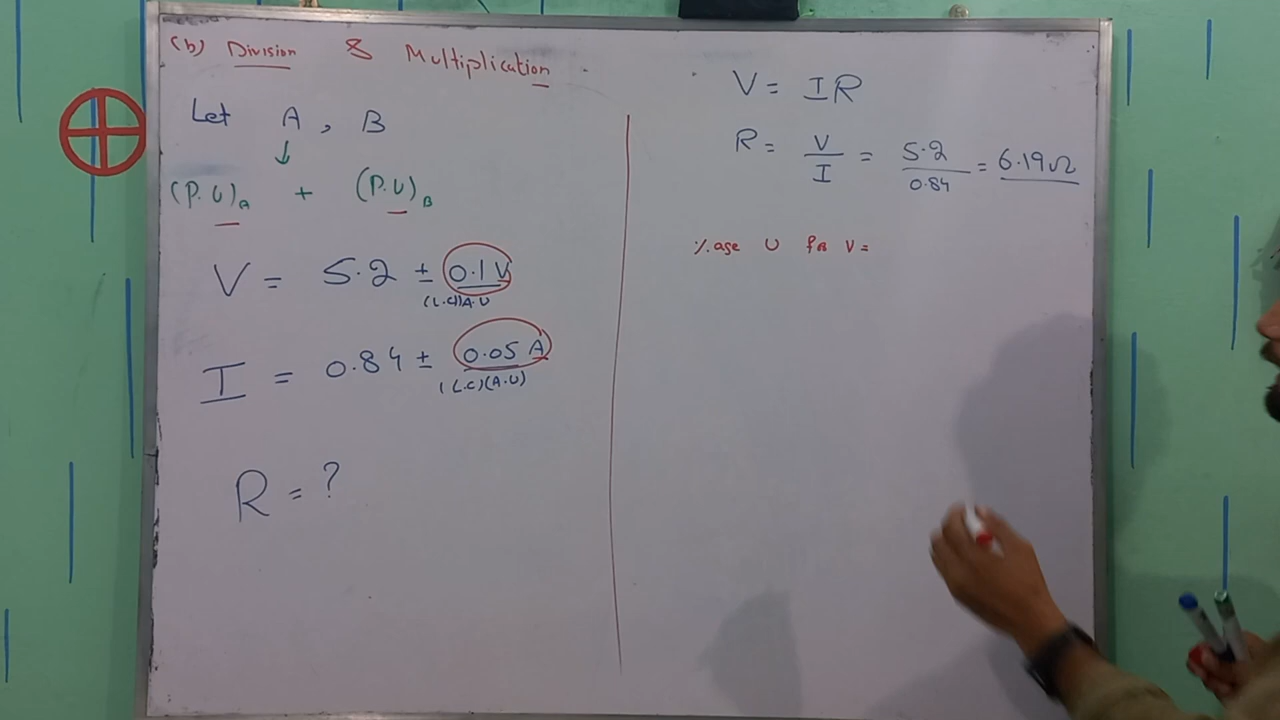 (b) Division & Multiplication
Let A , B
(P.U)A + (P.U)B
V = 5.2 ± 0.1 V
(L.C)A.U
I = 0.84 ± 0.05 A
(L.C)(A.U)
R = ?
V = IR
R = V/I = 5.2/0.84 = 6.19Ω
%age U for V =